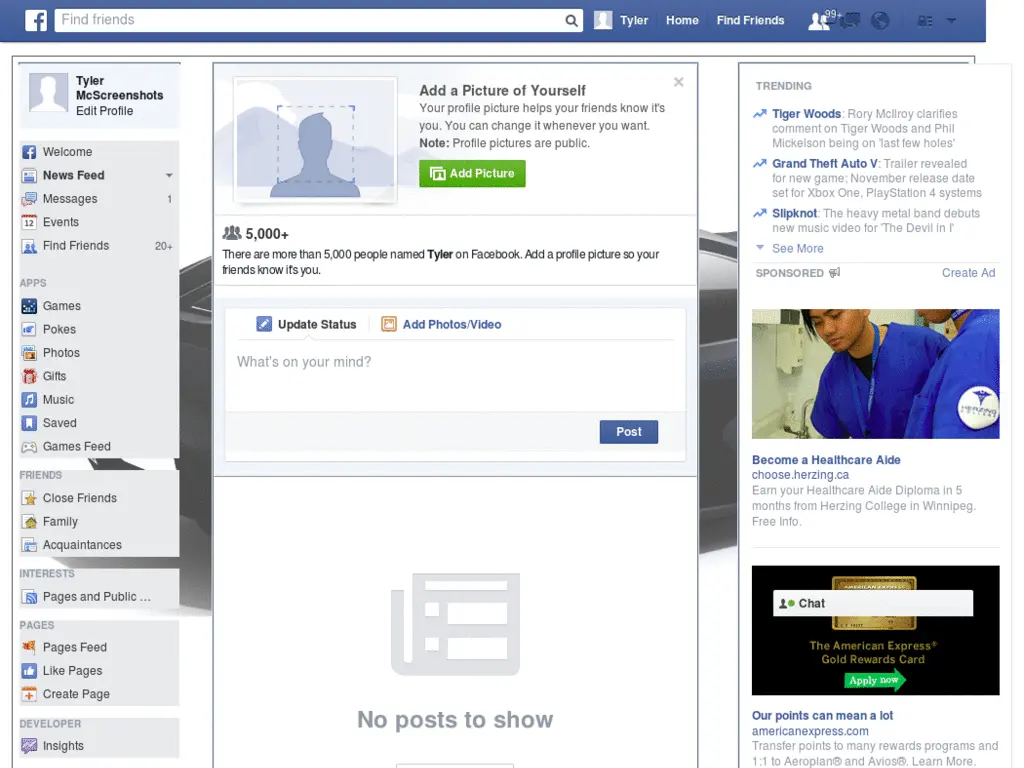 f
Find friends
Tyler
Home
Find Friends
99+
Tyler
McScreenshots
Edit Profile
Welcome
News Feed
Messages 1
12 Events
Find Friends 20+
APPS
Games
Pokes
Photos
Gifts
Music
Saved
Games Feed
FRIENDS
Close Friends
Family
Acquaintances
INTERESTS
Pages and Public ...
PAGES
Pages Feed
Like Pages
Create Page
DEVELOPER
Insights
Add a Picture of Yourself
Your profile picture helps your friends know it's
you. You can change it whenever you want.
Note: Profile pictures are public.
Add Picture
5,000+
There are more than 5,000 people named Tyler on Facebook. Add a profile picture so your
friends know it's you.
Update Status
Add Photos/Video
What's on your mind?
Post
No posts to show
TRENDING
Tiger Woods: Rory McIlroy clarifies
comment on Tiger Woods and Phil
Mickelson being on 'last few holes'
Grand Theft Auto V: Trailer revealed
for new game; November release date
set for Xbox One, PlayStation 4 systems
Slipknot: The heavy metal band debuts
new music video for 'The Devil in I'
See More
SPONSORED
Create Ad
Become a Healthcare Aide
choose.herzing.ca
Earn your Healthcare Aide Diploma in 5
months from Herzing College in Winnipeg.
Free Info.
Chat
The American Express®
Gold Rewards Card
Apply now
Our points can mean a lot
americanexpress.com
Transfer points to many rewards programs and
1:1 to Aeroplan® and Avios®. Learn More.